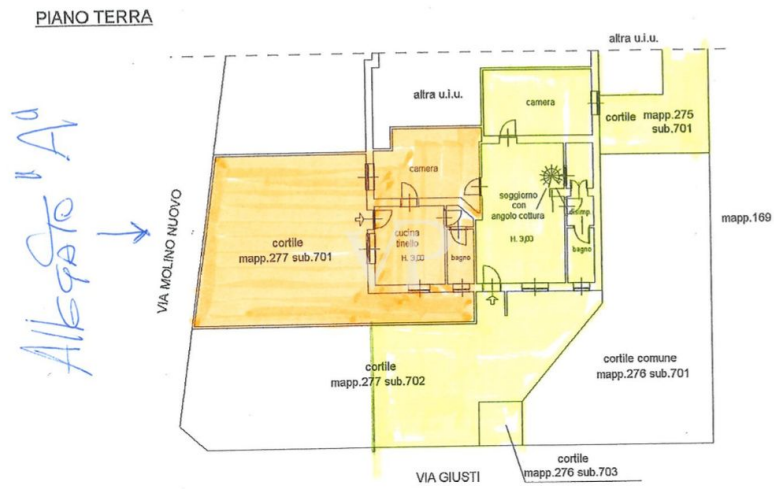 PIANO TERRA
Allegato "A"
altra u.i.u.
altra u.i.u.
camera
cortile mapp.275
sub.701
camera
soggiorno
con
angolo cottura
H. 3,00
disimp.
bagno
mapp.169
VIA MOLINO NUOVO
cortile
mapp.277 sub.701
cucina
tinello
H. 3,00
bagno
cortile
mapp.277 sub.702
cortile comune
mapp.276 sub.701
cortile
mapp.276 sub.703
VIA GIUSTI